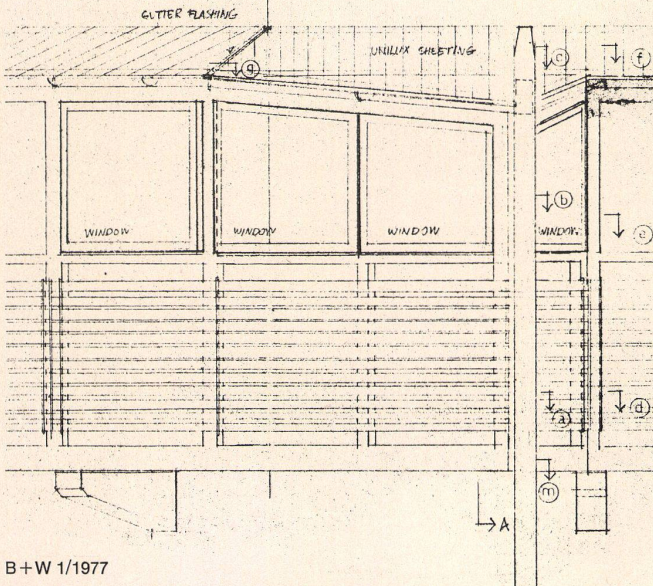 GUTTER FLASHING
UNILUX SHEETING
g
c
f
b
e
WINDOW
WINDOW
WINDOW
WINDOW
a
d
m
A
B+W 1/1977